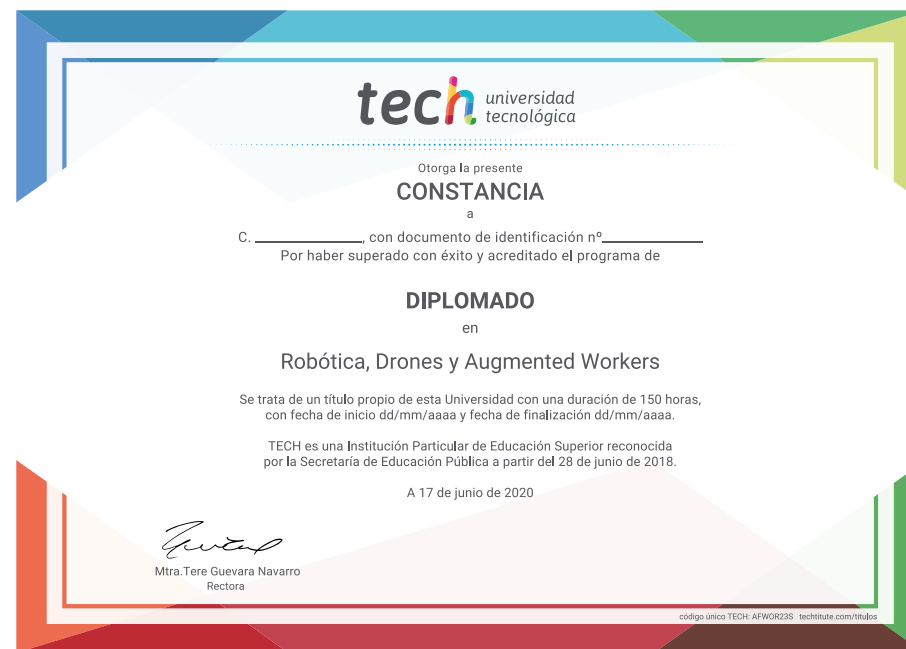 tech universidad
tecnológica
Otorga la presente
CONSTANCIA
a
C. ____________, con documento de identificación nº____________
Por haber superado con éxito y acreditado el programa de
DIPLOMADO
en
Robótica, Drones y Augmented Workers
Se trata de un título propio de esta Universidad con una duración de 150 horas,
con fecha de inicio dd/mm/aaaa y fecha de finalización dd/mm/aaaa.
TECH es una Institución Particular de Educación Superior reconocida
por la Secretaría de Educación Pública a partir del 28 de junio de 2018.
A 17 de junio de 2020
Mtra.Tere Guevara Navarro
Rectora
código único TECH: AFWOR23S techtitute.com/titulos